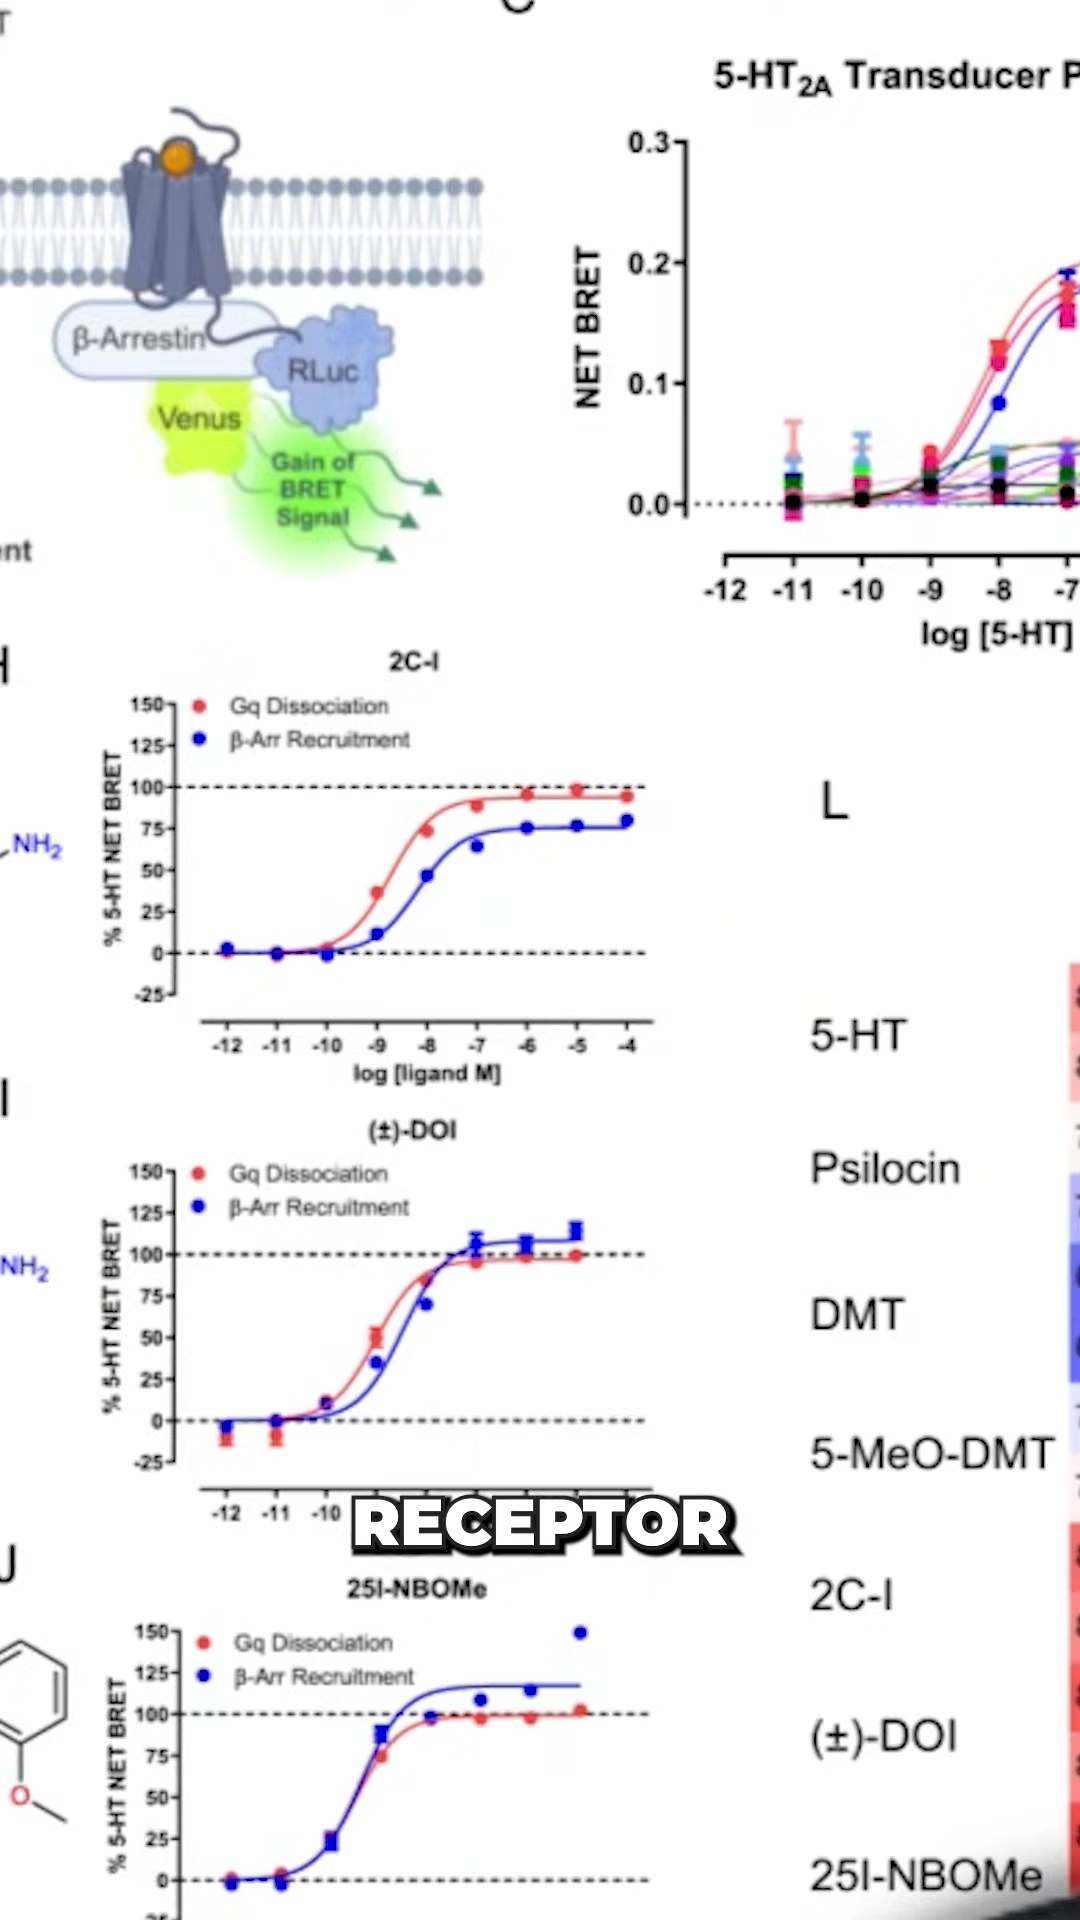 5-HT2A Transducer P
0.3
0.2
0.1
0.0
NET BRET
-12 -11 -10 -9 -8 -7
log [5-HT]
β-Arrestin
RLuc
Venus
Gain of
BRET
Signal
nt
H
2C-I
Gq Dissociation
β-Arr Recruitment
150
125
100
75
50
25
0
-25
% 5-HT NET BRET
-12 -11 -10 -9 -8 -7 -6 -5 -4
log [ligand M]
NH2
I
(±)-DOI
Gq Dissociation
β-Arr Recruitment
150
125
100
75
50
25
0
-25
% 5-HT NET BRET
-12 -11 -10
NH2
RECEPTOR
J
25I-NBOMe
Gq Dissociation
β-Arr Recruitment
150
125
100
75
50
25
0
% 5-HT NET BRET
O
L
5-HT
Psilocin
DMT
5-MeO-DMT
2C-I
(±)-DOI
25I-NBOMe